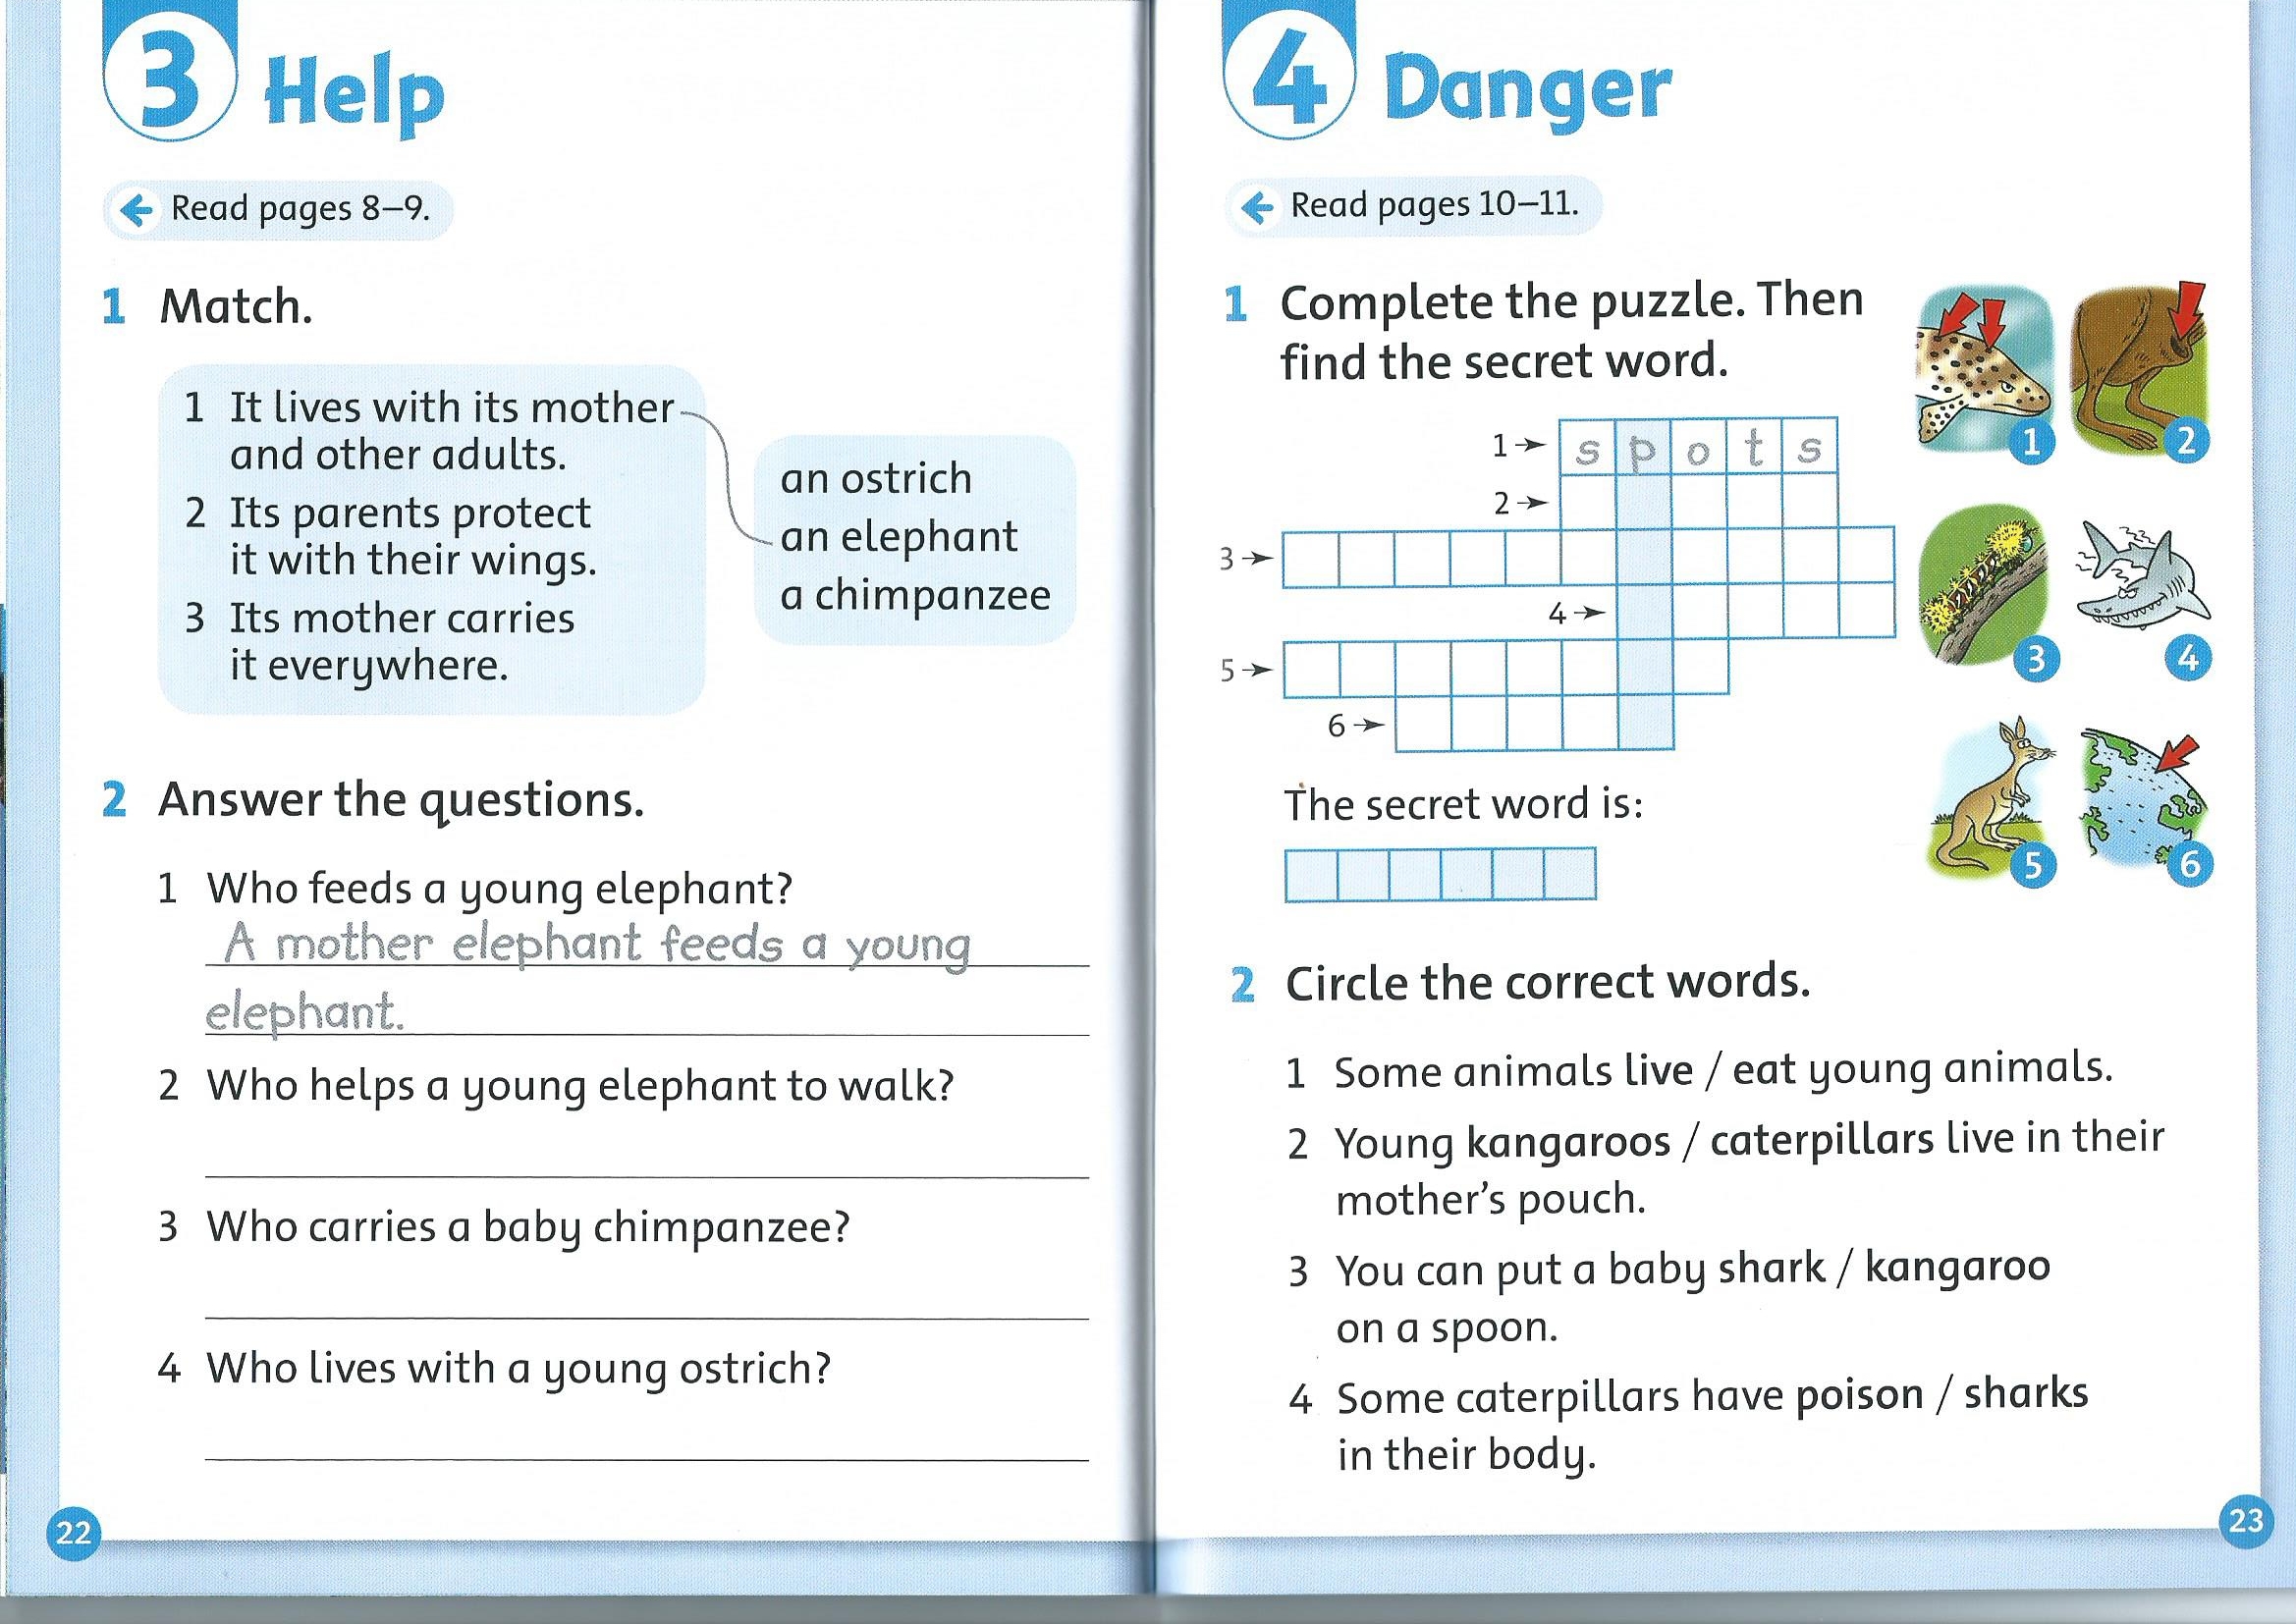 3 Help
Read pages 8–9.
1 Match.
1 It lives with its mother
and other adults.
2 Its parents protect
it with their wings.
3 Its mother carries
it everywhere.
an ostrich
an elephant
a chimpanzee
2 Answer the questions.
1 Who feeds a young elephant?
A mother elephant feeds a young
elephant.
2 Who helps a young elephant to walk?
3 Who carries a baby chimpanzee?
4 Who lives with a young ostrich?
22
4 Danger
Read pages 10–11.
1 Complete the puzzle. Then
find the secret word.
1 spots
2
3
4
5
6
1
2
3
4
5
6
The secret word is:
2 Circle the correct words.
1 Some animals live / eat young animals.
2 Young kangaroos / caterpillars live in their
mother's pouch.
3 You can put a baby shark / kangaroo
on a spoon.
4 Some caterpillars have poison / sharks
in their body.
23